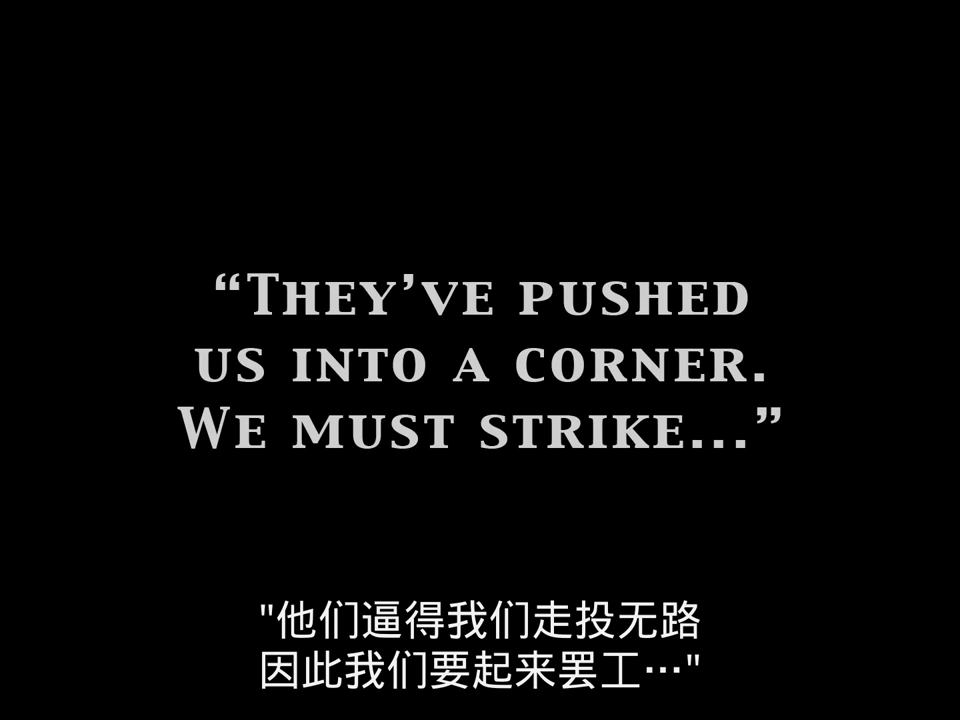 “They’ve pushed
us into a corner.
We must strike...”
"他们逼得我们走投无路
因此我们要起来罢工…"